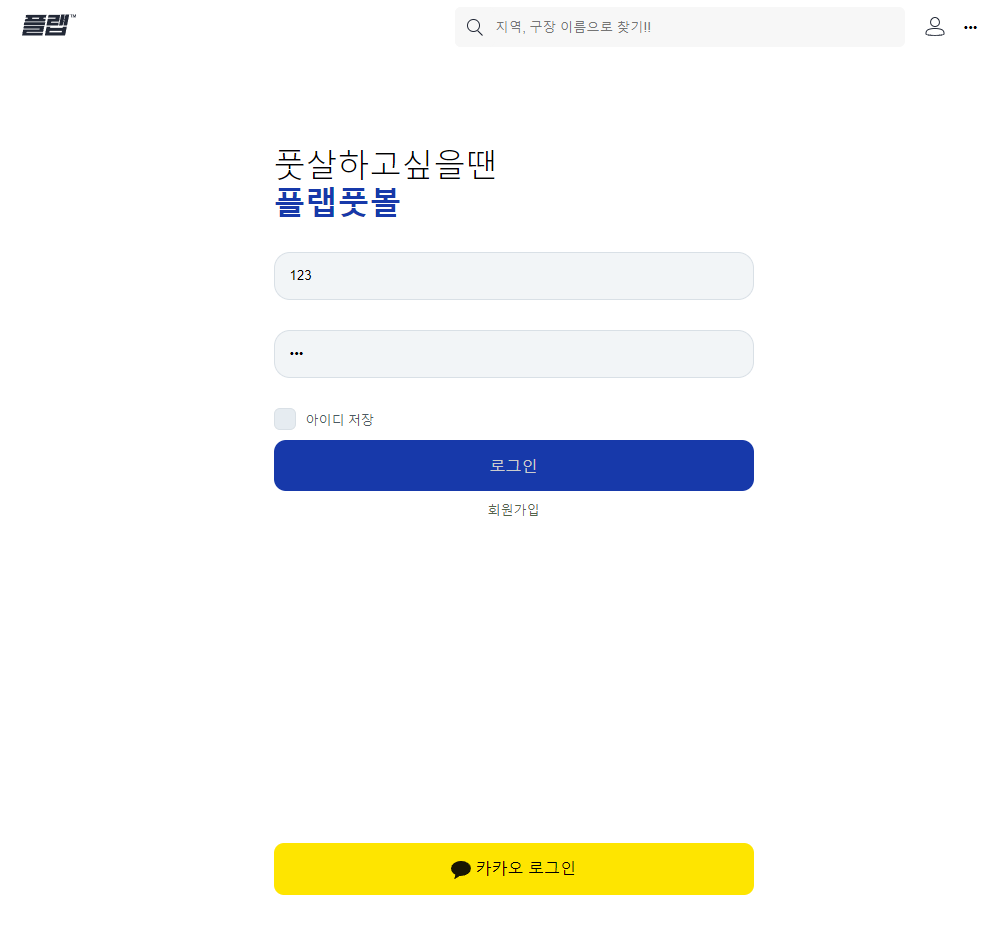 플랩™
지역, 구장 이름으로 찾기!!
풋살하고싶을땐
플랩풋볼
123
•••
아이디 저장
로그인
회원가입
카카오 로그인